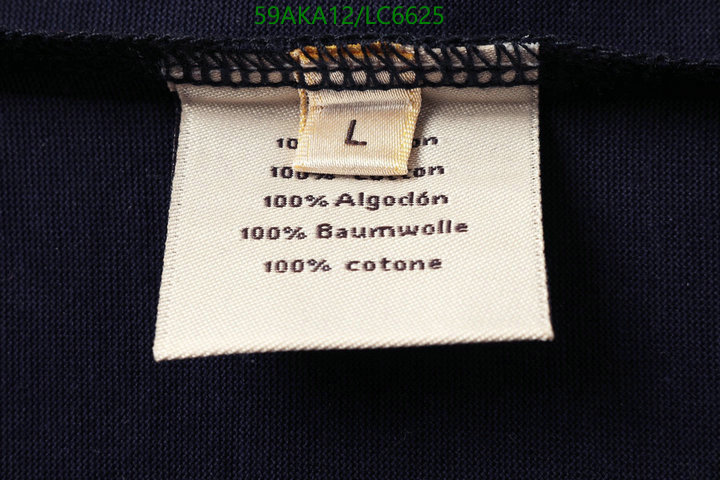 59AKA12/LC6625
L
100% Algodón
100% Baumwolle
100% cotone